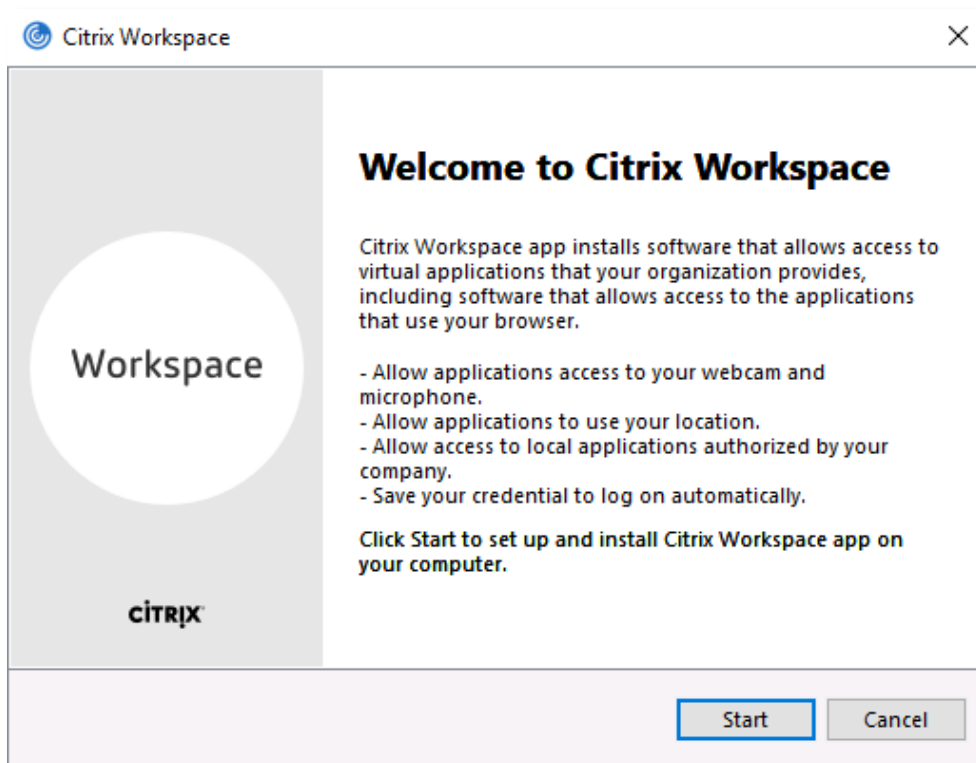 Citrix Workspace
Welcome to Citrix Workspace
Citrix Workspace app installs software that allows access to
virtual applications that your organization provides,
including software that allows access to the applications
that use your browser.
- Allow applications access to your webcam and
microphone.
- Allow applications to use your location.
- Allow access to local applications authorized by your
company.
- Save your credential to log on automatically.
Click Start to set up and install Citrix Workspace app on
your computer.
Workspace
CİTRIX
Start
Cancel